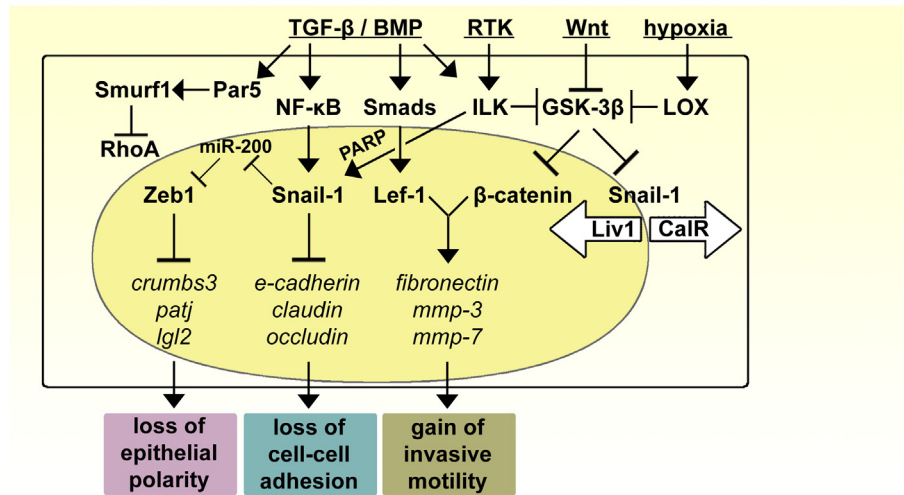 TGF-β / BMP RTK Wnt hypoxia
Smurf1 Par5
NF-κB Smads ILK GSK-3β LOX
RhoA miR-200 PARP
Zeb1 Snail-1 Lef-1 β-catenin Snail-1
Liv1 CalR
crumbs3 e-cadherin fibronectin
patj claudin mmp-3
lgl2 occludin mmp-7
loss of loss of gain of
epithelial cell-cell invasive
polarity adhesion motility